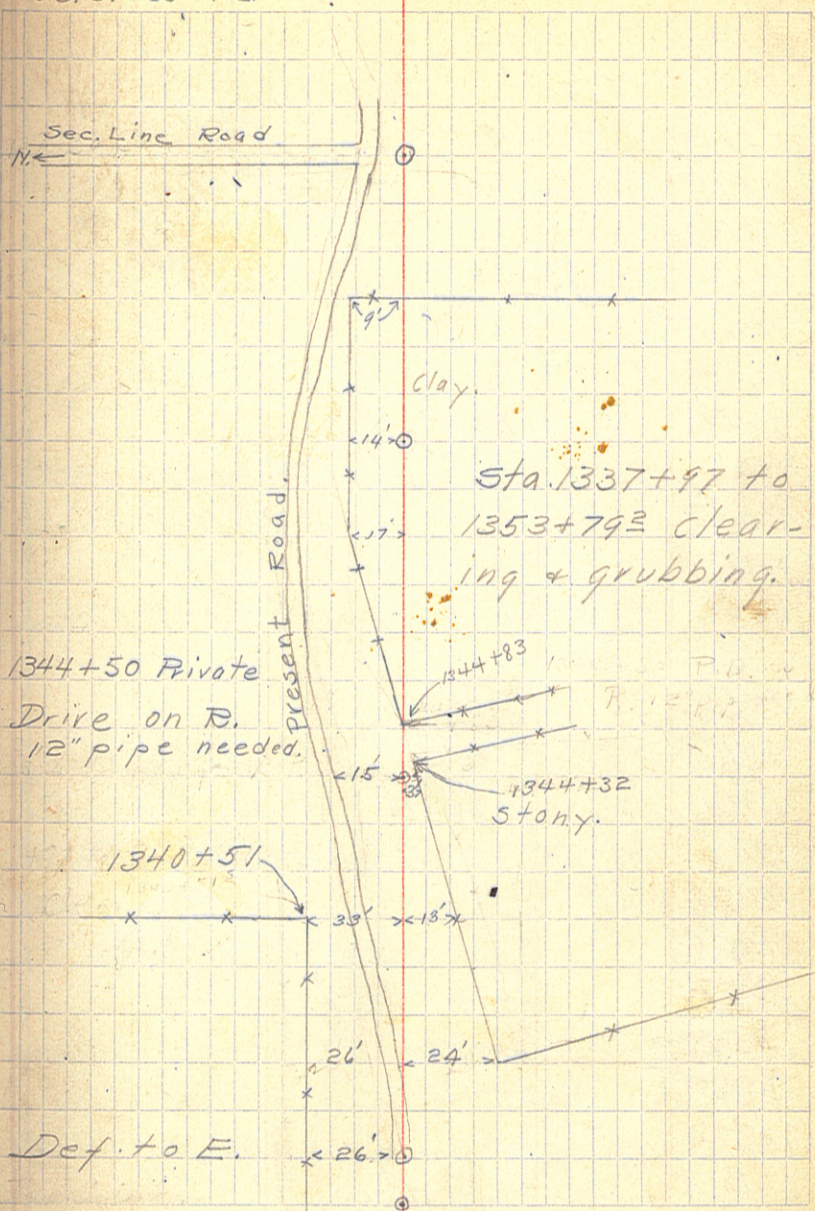 Sec. Line Road
N.
9'
Clay.
14'
Sta. 1337+97 to
1353+79² Clear-
ing & grubbing.
17'
Present Road.
1344+83
1344+50 Private
Drive on R.
12" pipe needed.
15'
3'
1344+32
Stony.
1340+51
33'
13'
26'
24'
Def. to E.
26'